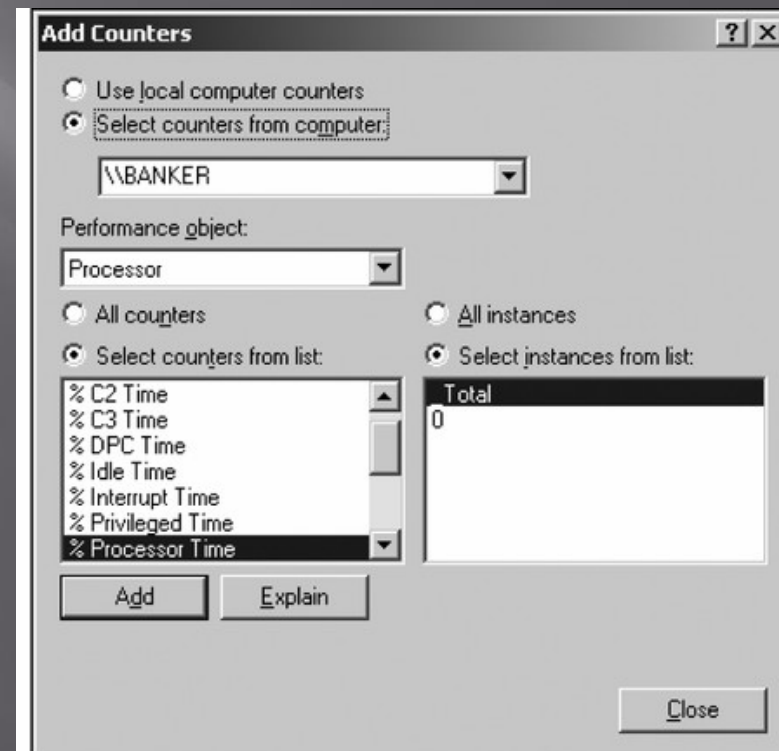 Add Counters
Use local computer counters
Select counters from computer:
\\BANKER
Performance object:
Processor
All counters
All instances
Select counters from list:
Select instances from list:
% C2 Time
% C3 Time
% DPC Time
% Idle Time
% Interrupt Time
% Privileged Time
% Processor Time
_Total
0
Add
Explain
Close